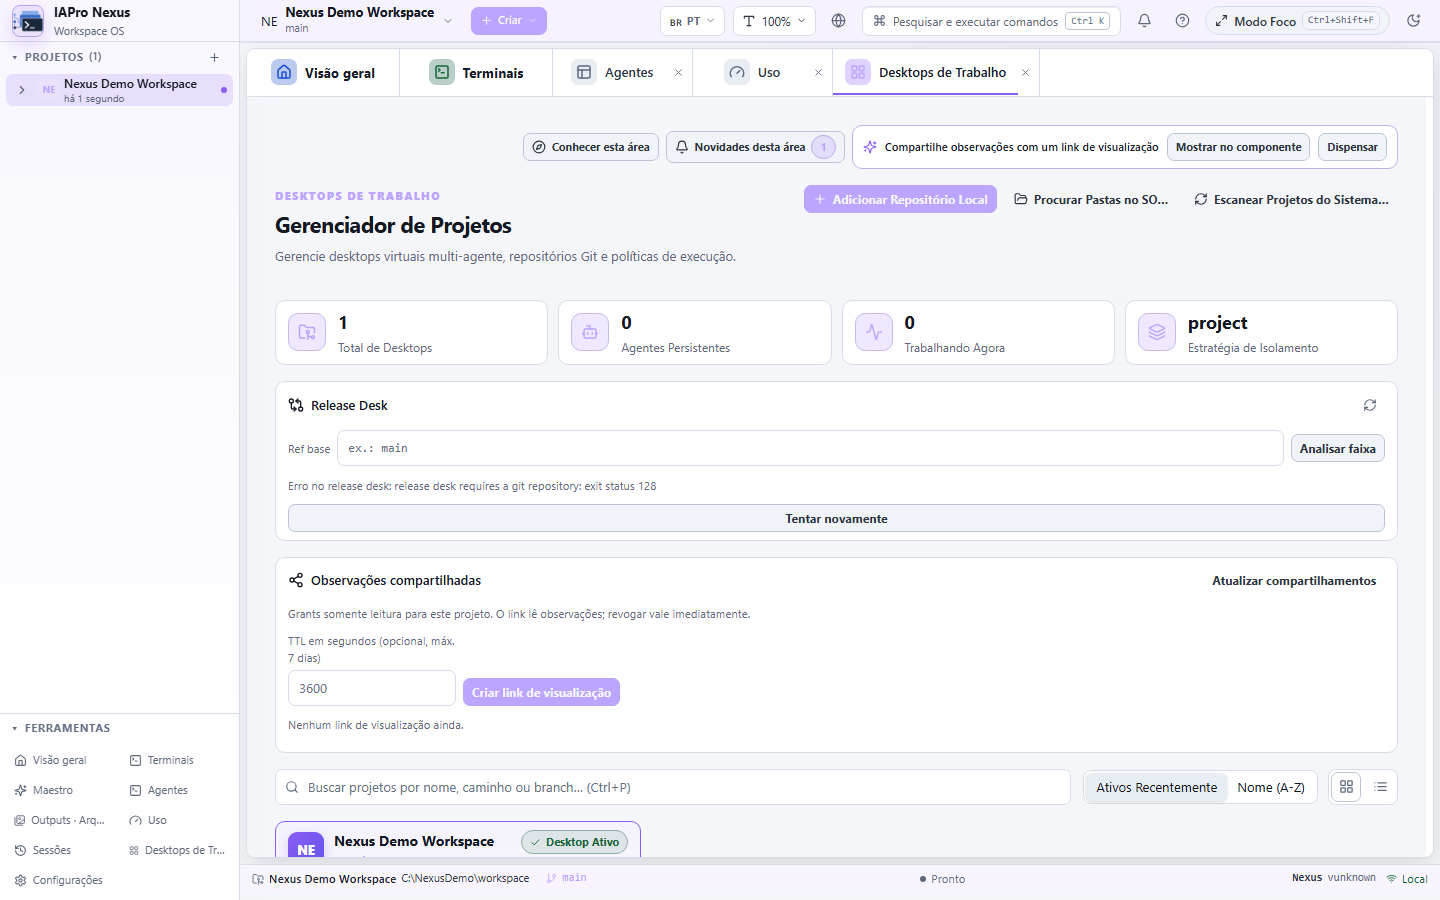 IAPro Nexus
Workspace OS
NE Nexus Demo Workspace
main
Criar
BR PT
100%
Pesquisar e executar comandos Ctrl K
Modo Foco Ctrl+Shift+F
PROJETOS (1)
NE Nexus Demo Workspace
há 1 segundo
Visão geral
Terminais
Agentes
Uso
Desktops de Trabalho
Conhecer esta área
Novidades desta área 1
Compartilhe observações com um link de visualização
Mostrar no componente
Dispensar
DESKTOPS DE TRABALHO
Gerenciador de Projetos
Gerencie desktops virtuais multi-agente, repositórios Git e políticas de execução.
Adicionar Repositório Local
Procurar Pastas no SO...
Escanear Projetos do Sistema...
1
Total de Desktops
0
Agentes Persistentes
0
Trabalhando Agora
project
Estratégia de Isolamento
Release Desk
Ref base ex.: main
Analisar faixa
Erro no release desk: release desk requires a git repository: exit status 128
Tentar novamente
Observações compartilhadas
Atualizar compartilhamentos
Grants somente leitura para este projeto. O link lê observações; revogar vale imediatamente.
TTL em segundos (opcional, máx.
7 dias)
3600
Criar link de visualização
Nenhum link de visualização ainda.
Buscar projetos por nome, caminho ou branch... (Ctrl+P)
Ativos Recentemente
Nome (A-Z)
NE Nexus Demo Workspace
Desktop Ativo
FERRAMENTAS
Visão geral
Terminais
Maestro
Agentes
Outputs · Arq...
Uso
Sessões
Desktops de Tr...
Configurações
Nexus Demo Workspace C:\NexusDemo\workspace
main
Pronto
Nexus vunknown
Local